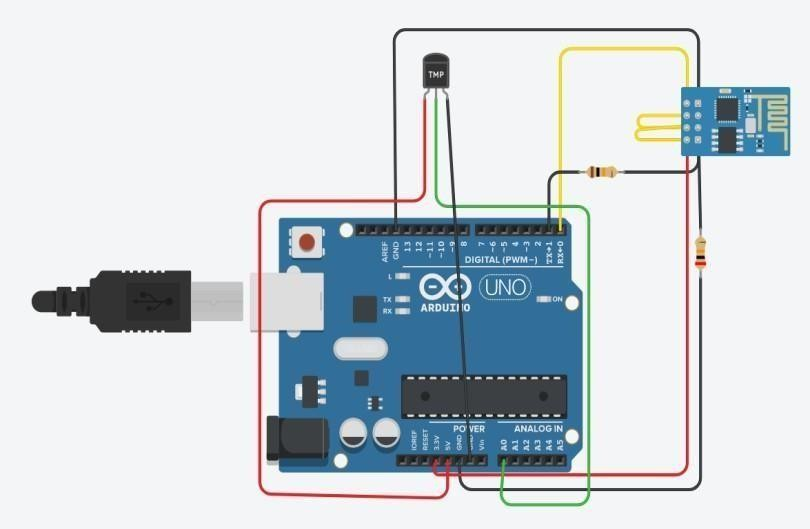 TMP
AREF
GND
13
12
~11
~10
~9
8
7
~6
~5
4
~3
2
TX→1
RX←0
DIGITAL (PWM~)
L
TX
RX
ARDUINO
UNO
ON
POWER
ANALOG IN
IOREF
RESET
3.3V
5V
GND
GND
Vin
A0
A1
A2
A3
A4
A5